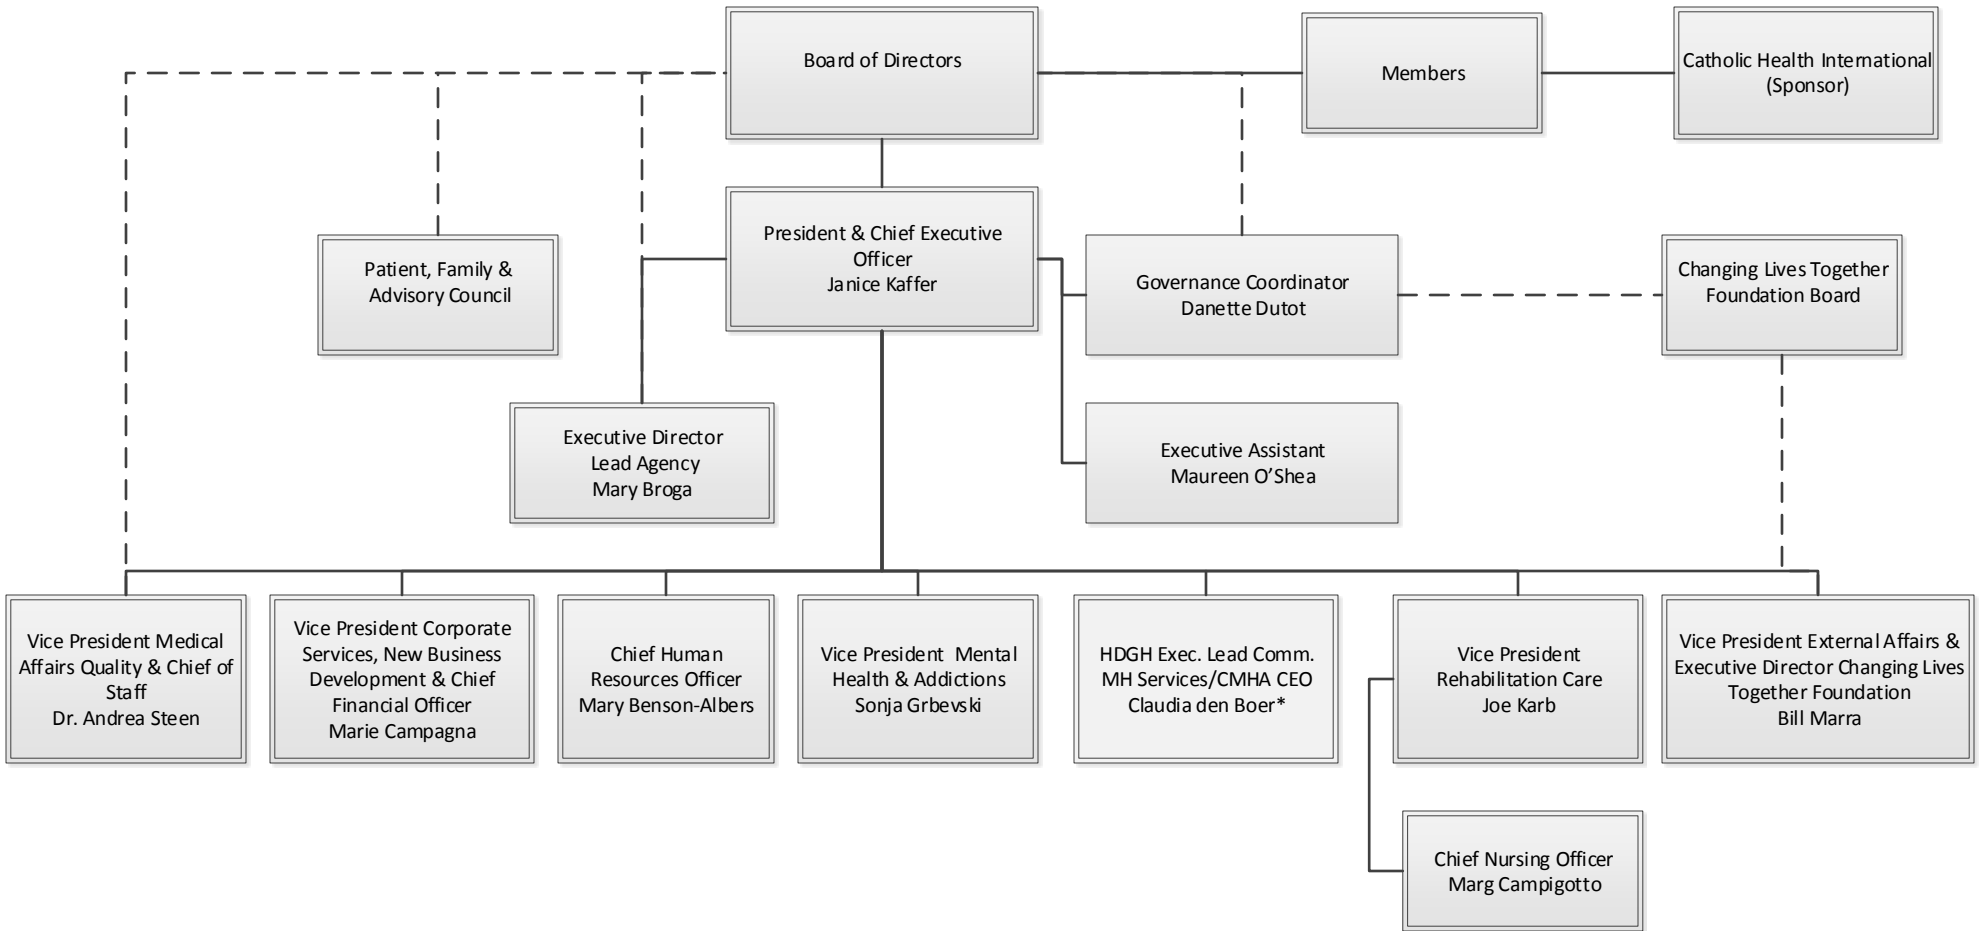 Board of Directors
Members
Catholic Health International
(Sponsor)
President & Chief Executive
Officer
Janice Kaffer
Patient, Family &
Advisory Council
Governance Coordinator
Danette Dutot
Changing Lives Together
Foundation Board
Executive Director
Lead Agency
Mary Broga
Executive Assistant
Maureen O’Shea
Vice President Medical
Affairs Quality & Chief of
Staff
Dr. Andrea Steen
Vice President Corporate
Services, New Business
Development & Chief
Financial Officer
Marie Campagna
Chief Human
Resources Officer
Mary Benson-Albers
Vice President  Mental
Health & Addictions
Sonja Grbevski
HDGH Exec. Lead Comm.
MH Services/CMHA CEO
Claudia den Boer*
Vice President
Rehabilitation Care
Joe Karb
Vice President External Affairs &
Executive Director Changing Lives
Together Foundation
Bill Marra
Chief Nursing Officer
Marg Campigotto